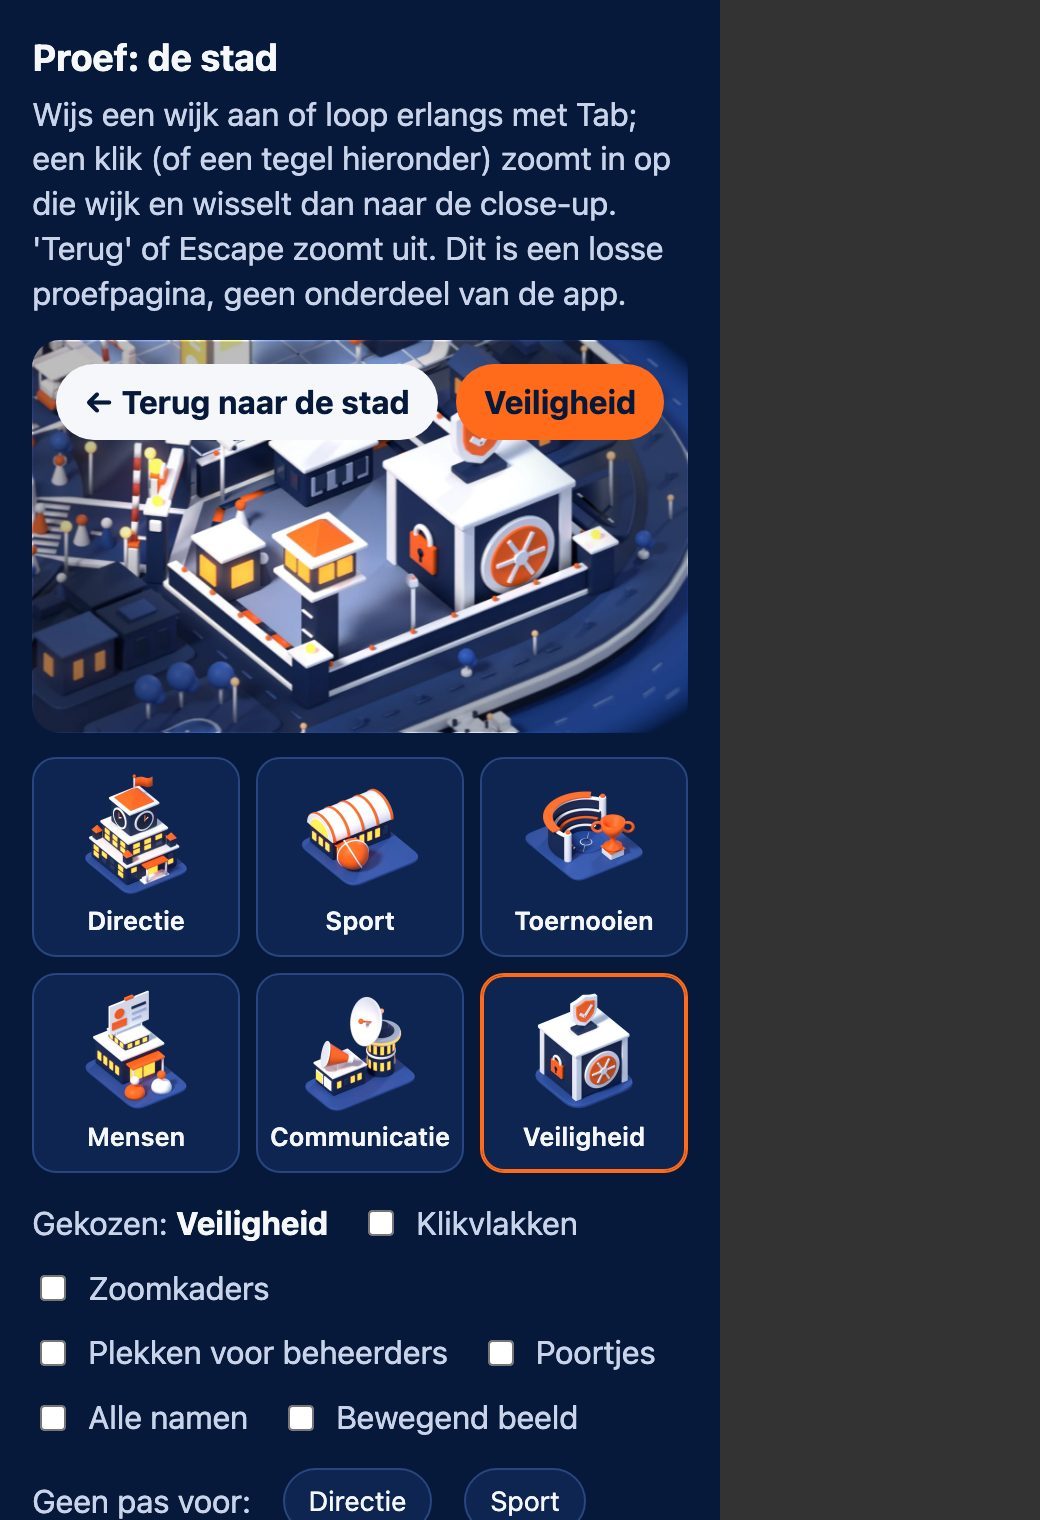 Proef: de stad
Wijs een wijk aan of loop erlangs met Tab;
een klik (of een tegel hieronder) zoomt in op
die wijk en wisselt dan naar de close-up.
'Terug' of Escape zoomt uit. Dit is een losse
proefpagina, geen onderdeel van de app.
← Terug naar de stad
Veiligheid
Directie
Sport
Toernooien
Mensen
Communicatie
Veiligheid
Gekozen: Veiligheid
Klikvlakken
Zoomkaders
Plekken voor beheerders
Poortjes
Alle namen
Bewegend beeld
Geen pas voor:
Directie
Sport